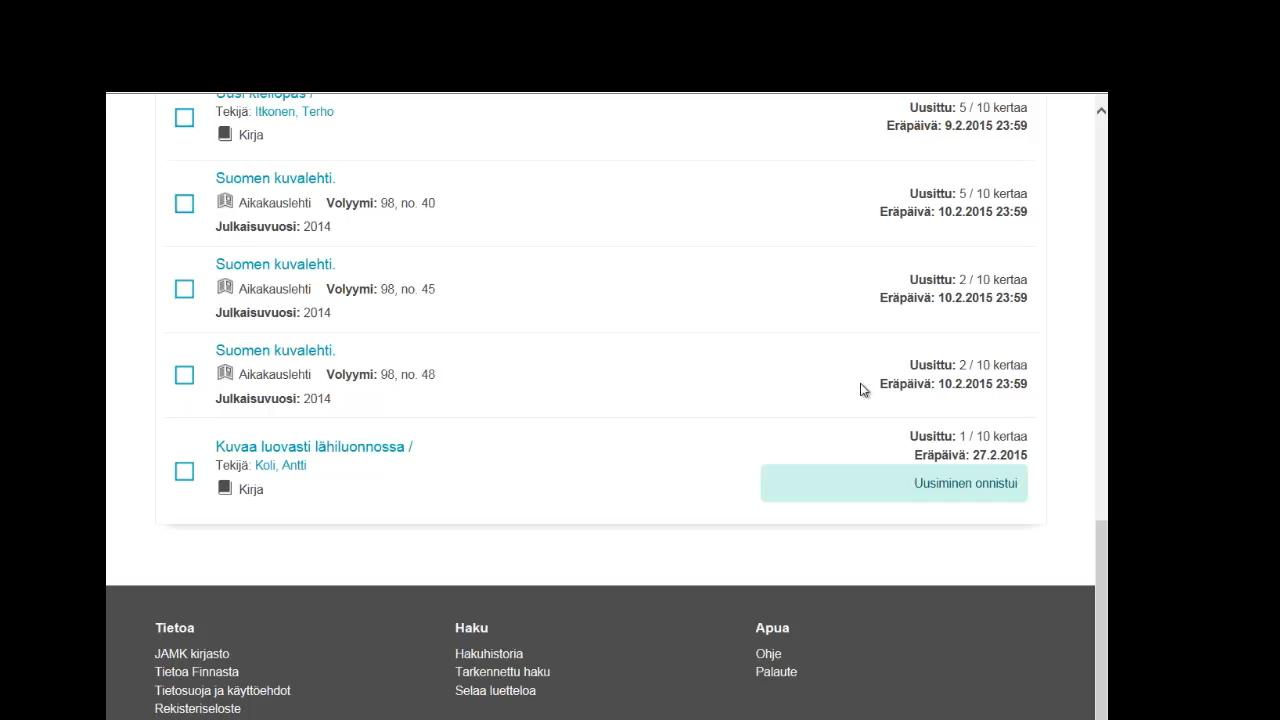 Uusi kieliopas /
Tekijä: Itkonen, Terho
Kirja
Uusittu: 5 / 10 kertaa
Eräpäivä: 9.2.2015 23:59
Suomen kuvalehti.
Aikakauslehti Volyymi: 98, no. 40
Julkaisuvuosi: 2014
Uusittu: 5 / 10 kertaa
Eräpäivä: 10.2.2015 23:59
Suomen kuvalehti.
Aikakauslehti Volyymi: 98, no. 45
Julkaisuvuosi: 2014
Uusittu: 2 / 10 kertaa
Eräpäivä: 10.2.2015 23:59
Suomen kuvalehti.
Aikakauslehti Volyymi: 98, no. 48
Julkaisuvuosi: 2014
Uusittu: 2 / 10 kertaa
Eräpäivä: 10.2.2015 23:59
Kuvaa luovasti lähiluonnossa /
Tekijä: Koli, Antti
Kirja
Uusittu: 1 / 10 kertaa
Eräpäivä: 27.2.2015
Uusiminen onnistui
Tietoa
JAMK kirjasto
Tietoa Finnasta
Tietosuoja ja käyttöehdot
Rekisteriseloste
Haku
Hakuhistoria
Tarkennettu haku
Selaa luetteloa
Apua
Ohje
Palaute